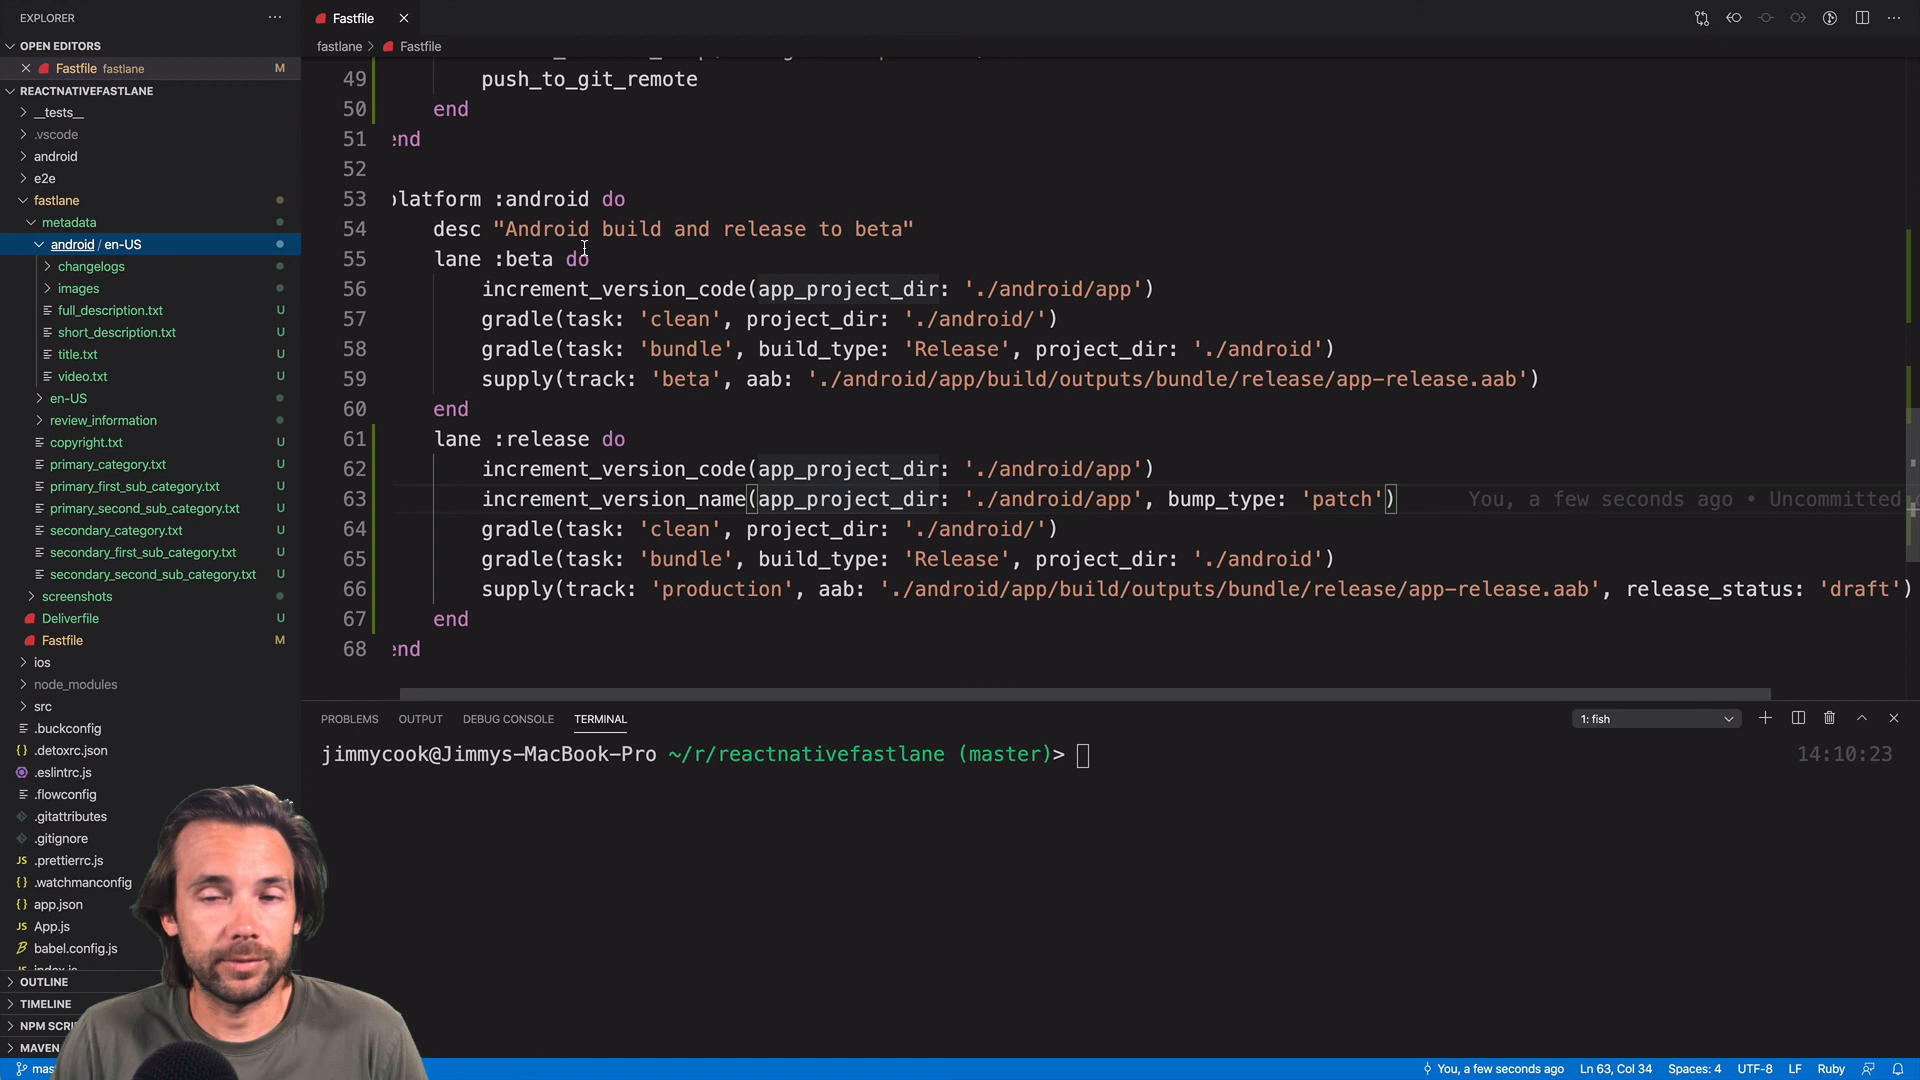 EXPLORER
OPEN EDITORS
Fastfile fastlane M
REACTNATIVEFASTLANE
__tests__
.vscode
android
e2e
fastlane
metadata
android / en-US
changelogs
images
full_description.txt U
short_description.txt U
title.txt U
video.txt U
en-US
review_information
copyright.txt U
primary_category.txt U
primary_first_sub_category.txt U
primary_second_sub_category.txt U
secondary_category.txt U
secondary_first_sub_category.txt U
secondary_second_sub_category.txt U
screenshots
Deliverfile U
Fastfile M
ios
node_modules
src
.buckconfig
.detoxrc.json
.eslintrc.js
.flowconfig
.gitattributes
.gitignore
.prettierrc.js
.watchmanconfig
app.json
App.js
babel.config.js
OUTLINE
TIMELINE
NPM SCRI
MAVEN
Fastfile
fastlane > Fastfile
49 push_to_git_remote
50 end
51 end
52
53 platform :android do
54 desc "Android build and release to beta"
55 lane :beta do
56 increment_version_code(app_project_dir: './android/app')
57 gradle(task: 'clean', project_dir: './android/')
58 gradle(task: 'bundle', build_type: 'Release', project_dir: './android')
59 supply(track: 'beta', aab: './android/app/build/outputs/bundle/release/app-release.aab')
60 end
61 lane :release do
62 increment_version_code(app_project_dir: './android/app')
63 increment_version_name(app_project_dir: './android/app', bump_type: 'patch') You, a few seconds ago • Uncommitted
64 gradle(task: 'clean', project_dir: './android/')
65 gradle(task: 'bundle', build_type: 'Release', project_dir: './android')
66 supply(track: 'production', aab: './android/app/build/outputs/bundle/release/app-release.aab', release_status: 'draft')
67 end
68 end
PROBLEMS OUTPUT DEBUG CONSOLE TERMINAL 1: fish
jimmycook@Jimmys-MacBook-Pro ~/r/reactnativefastlane (master)> 14:10:23
mas You, a few seconds ago Ln 63, Col 34 Spaces: 4 UTF-8 LF Ruby